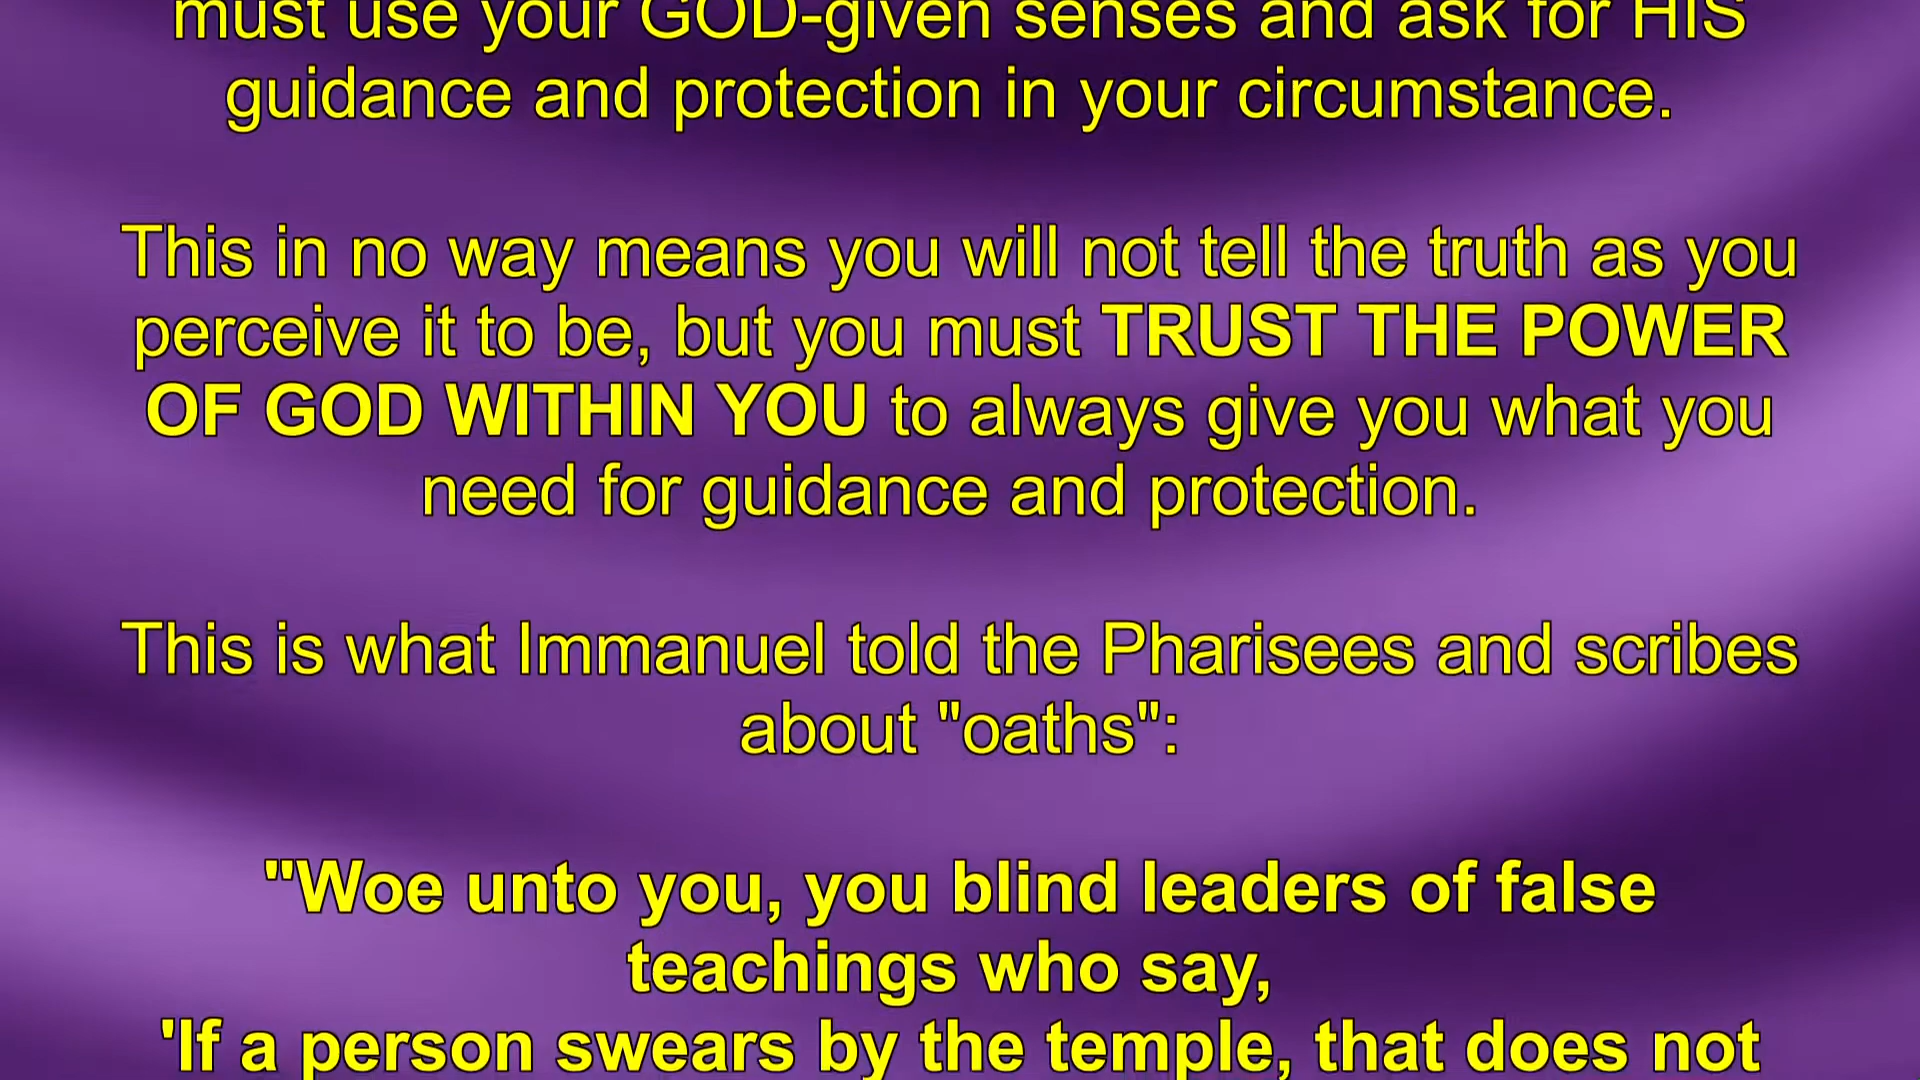 must use your GOD-given senses and ask for HIS
guidance and protection in your circumstance.
This in no way means you will not tell the truth as you
perceive it to be, but you must TRUST THE POWER
OF GOD WITHIN YOU to always give you what you
need for guidance and protection.
This is what Immanuel told the Pharisees and scribes
about "oaths":
"Woe unto you, you blind leaders of false
teachings who say,
'If a person swears by the temple, that does not